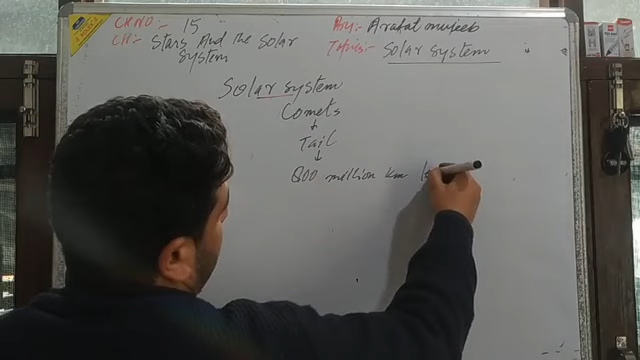 CH NO:- 15
By:- Arafat mujeeb
CH:- Stars And the Solar System
Topic:- Solar system
Solar system
Comets
↓
Tail
↓
800 million km